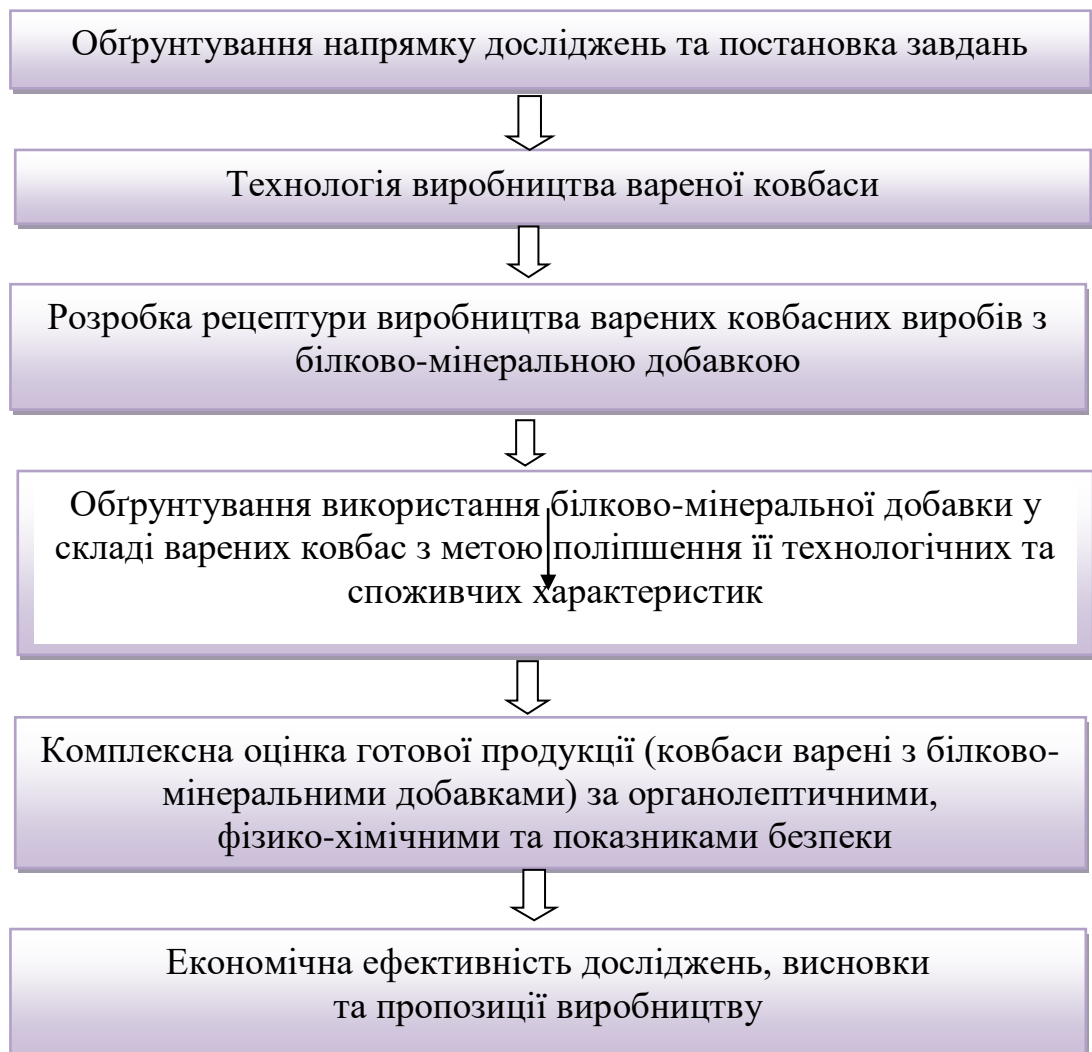 Обґрунтування напрямку досліджень та постановка завдань
Технологія виробництва вареної ковбаси
Розробка рецептури виробництва варених ковбасних виробів з
білково-мінеральною добавкою
Обґрунтування використання білково-мінеральної добавки у
складі варених ковбас з метою поліпшення її технологічних та
споживчих характеристик
Комплексна оцінка готової продукції (ковбаси варені з білково-
мінеральними добавками) за органолептичними,
фізико-хімічними та показниками безпеки
Економічна ефективність досліджень, висновки
та пропозиції виробництву